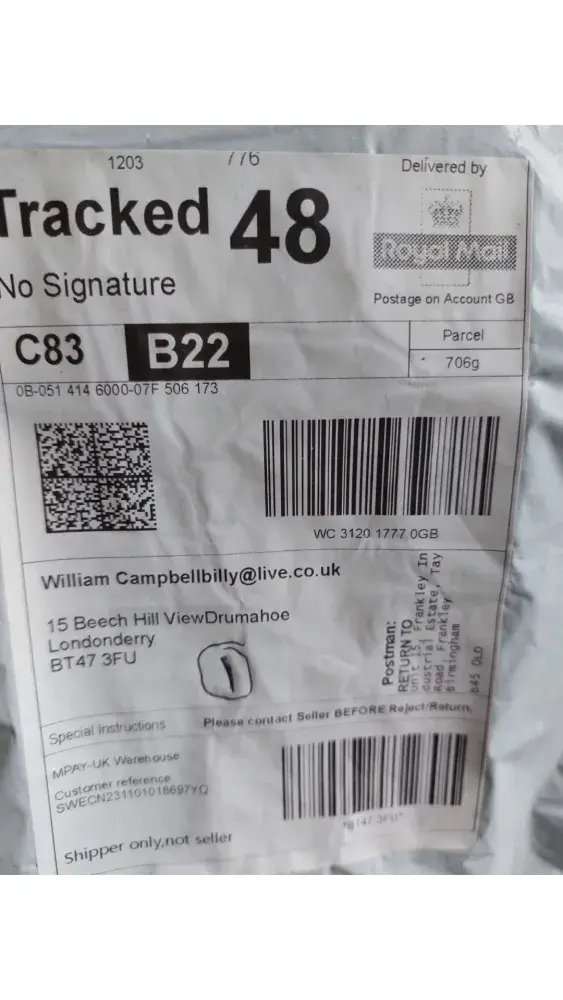 1203
776
Delivered by
Tracked 48
Royal Mail
No Signature
Postage on Account GB
C83
B22
Parcel
706g
0B-051 414 6000-07F 506 173
WC 3120 1777 0GB
William Campbellbilly@live.co.uk
15 Beech Hill ViewDrumahoe
Londonderry
BT47 3FU
1
Postman:
RETURN TO
Unit 15, Frankley In
dustrial Estate, Tay
Road, Frankley
Birmingham
B45 0LD
Special Instructions
Please contact Seller BEFORE Reject/Return.
MPAY-UK Warehouse
Customer reference
SWECN231101018697YQ
*BT47 3FU*
Shipper only,not seller